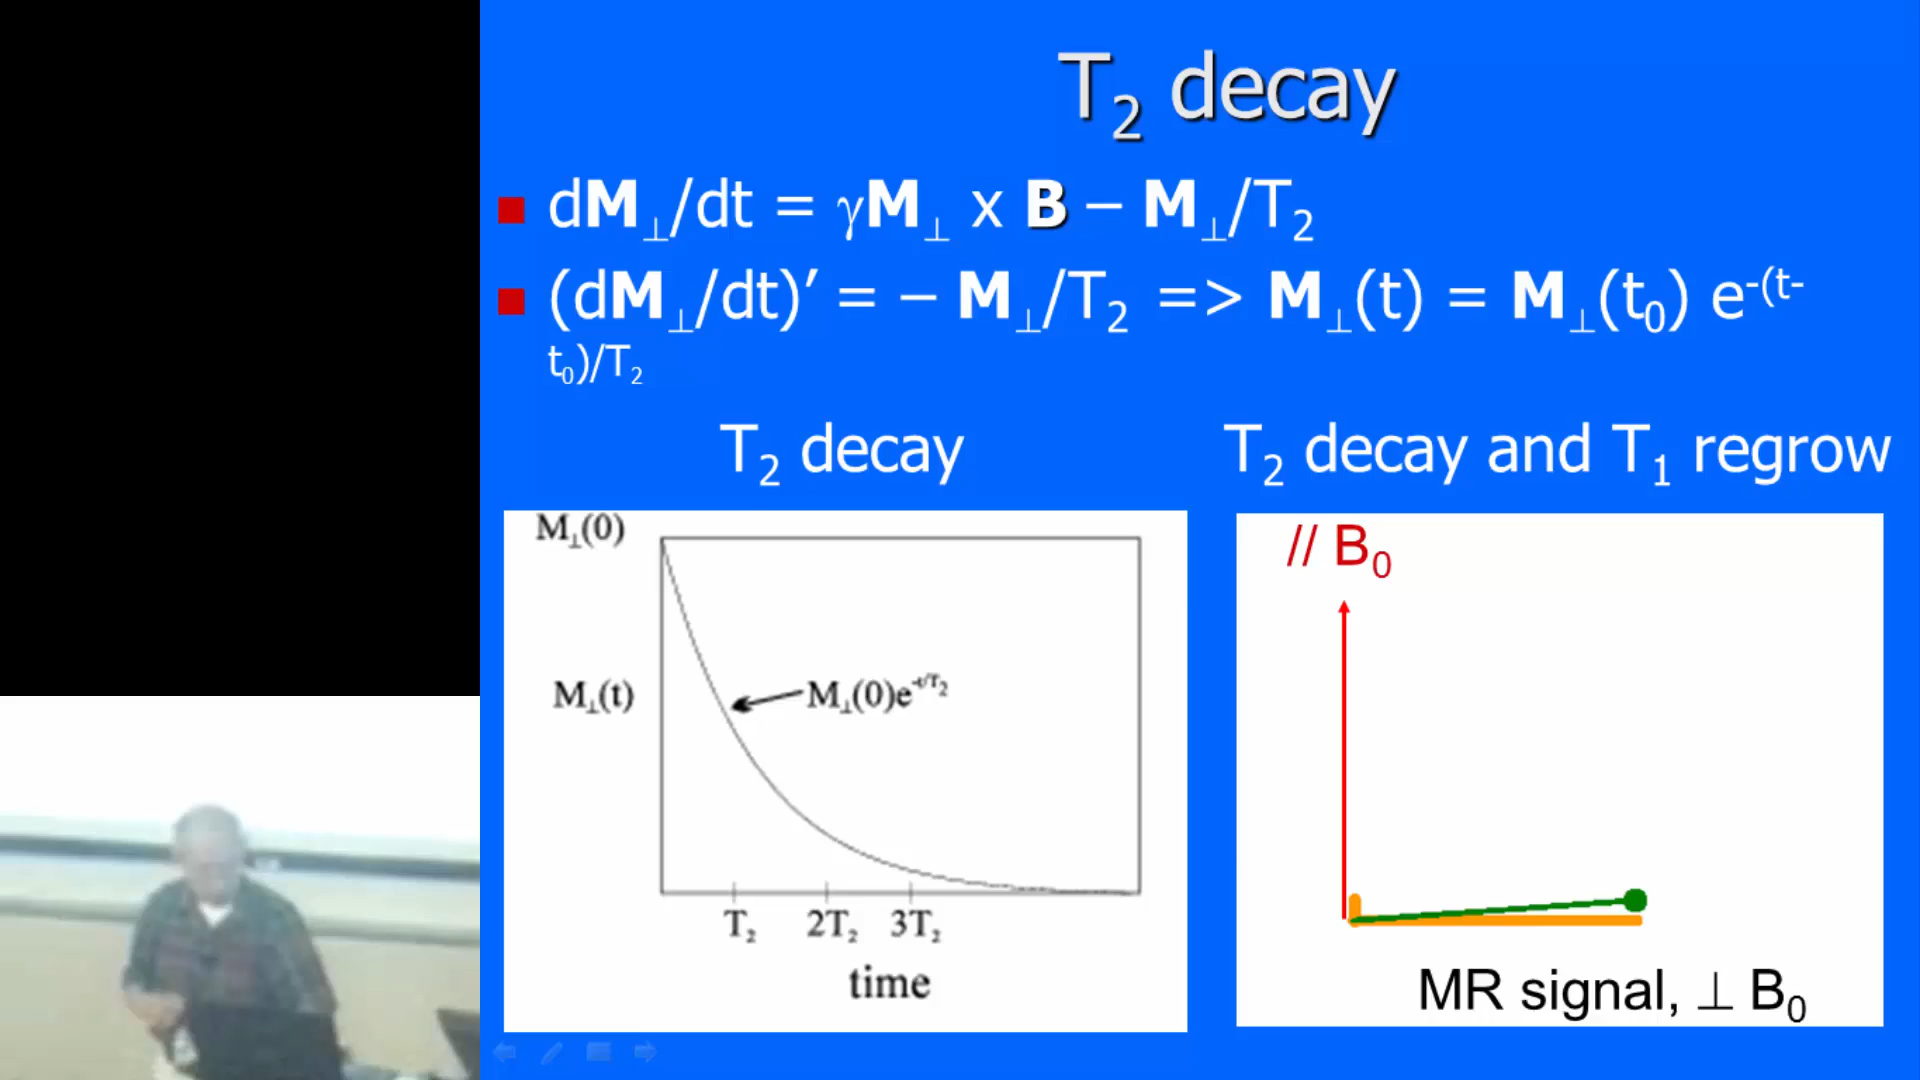 T₂ decay
dM⊥/dt = γM⊥ x B – M⊥/T₂
(dM⊥/dt)’ = – M⊥/T₂ => M⊥(t) = M⊥(t₀) e-(t-
t₀)/T₂
T₂ decay
T₂ decay and T₁ regrow
M⊥(0)
M⊥(t)
M⊥(0)e-t/T₂
T₂ 2T₂ 3T₂
time
// B₀
MR signal, ⊥ B₀